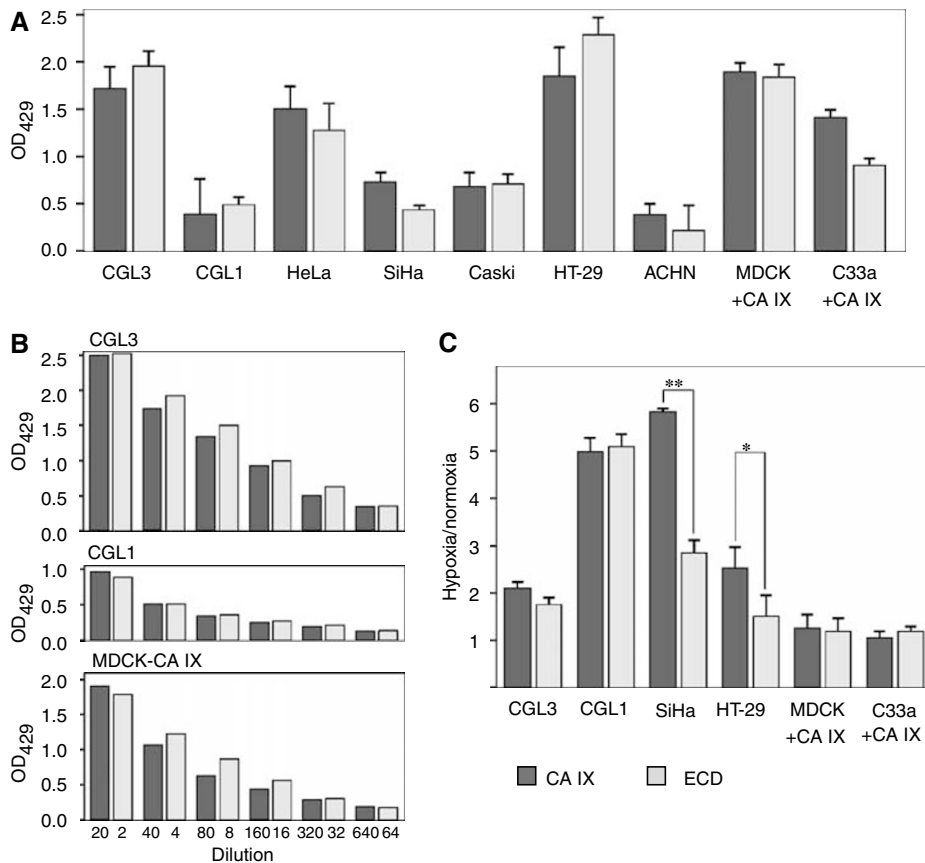 A
2.5
2.0
1.5
1.0
0.5
0.0
OD429
CGL3 CGL1 HeLa SiHa Caski HT-29 ACHN MDCK +CA IX C33a +CA IX
B
CGL3
2.5
2.0
1.5
1.0
0.5
0.0
OD429
CGL1
1.0
0.5
0.0
OD429
MDCK-CA IX
2.0
1.5
1.0
0.5
0.0
OD429
20 2 40 4 80 8 160 16 320 32 640 64
Dilution
C
6
5
4
3
2
1
Hypoxia/normoxia
**
*
CGL3 CGL1 SiHa HT-29 MDCK +CA IX C33a +CA IX
CA IX ECD